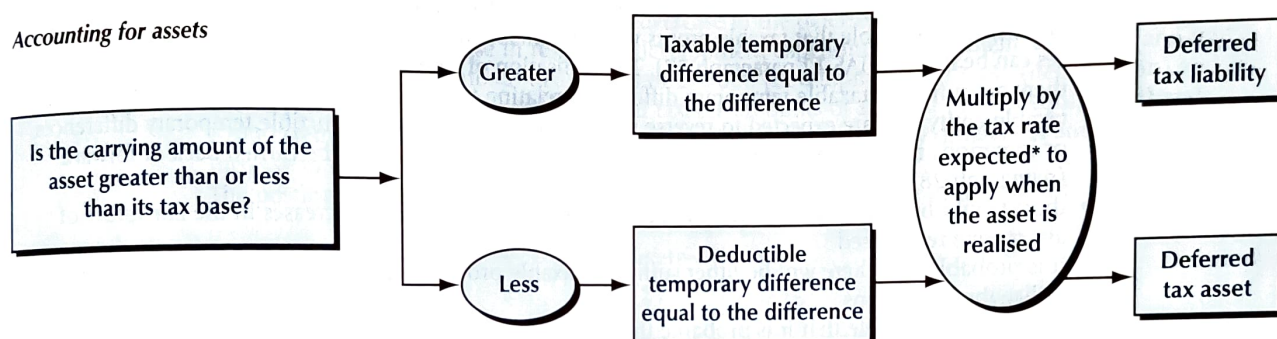 Accounting for assets
Is the carrying amount of the
asset greater than or less
than its tax base?
Greater
Taxable temporary
difference equal to
the difference
Less
Deductible
temporary difference
equal to the difference
Multiply by
the tax rate
expected* to
apply when
the asset is
realised
Deferred
tax liability
Deferred
tax asset